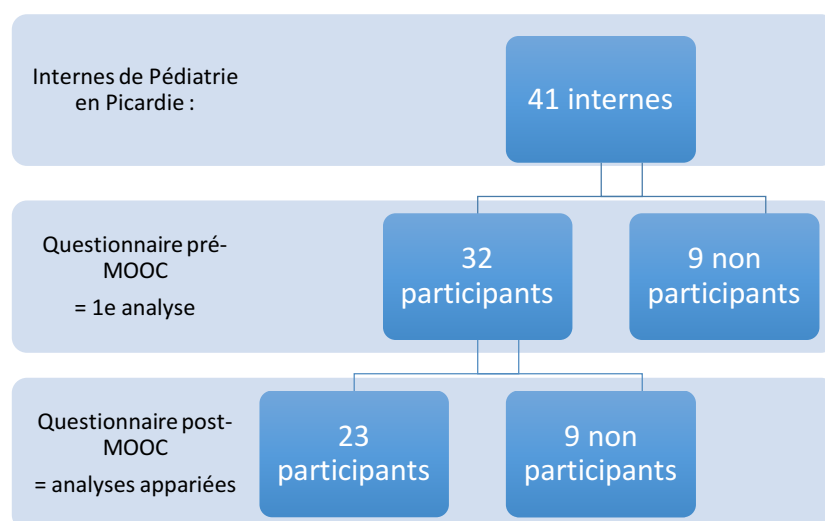 Internes de Pédiatrie
en Picardie :
41 internes
Questionnaire pré-
MOOC
= 1e analyse
32
participants
9 non
participants
Questionnaire post-
MOOC
= analyses appariées
23
participants
9 non
participants